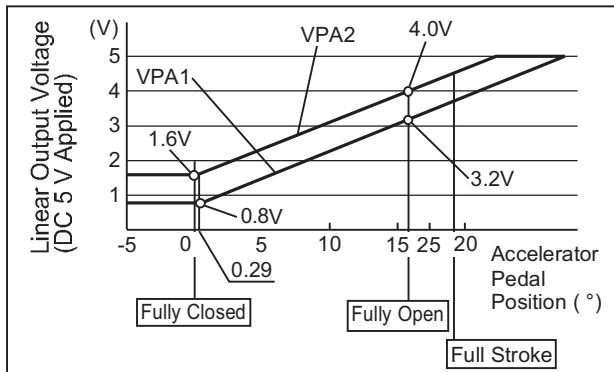 (V)
5
4
3
2
1
Linear Output Voltage
(DC 5 V Applied)
VPA2
VPA1
4.0V
1.6V
3.2V
0.8V
-5 0 5 10 15 25 20
0.29
Accelerator
Pedal
Position ( °)
Fully Closed
Fully Open
Full Stroke